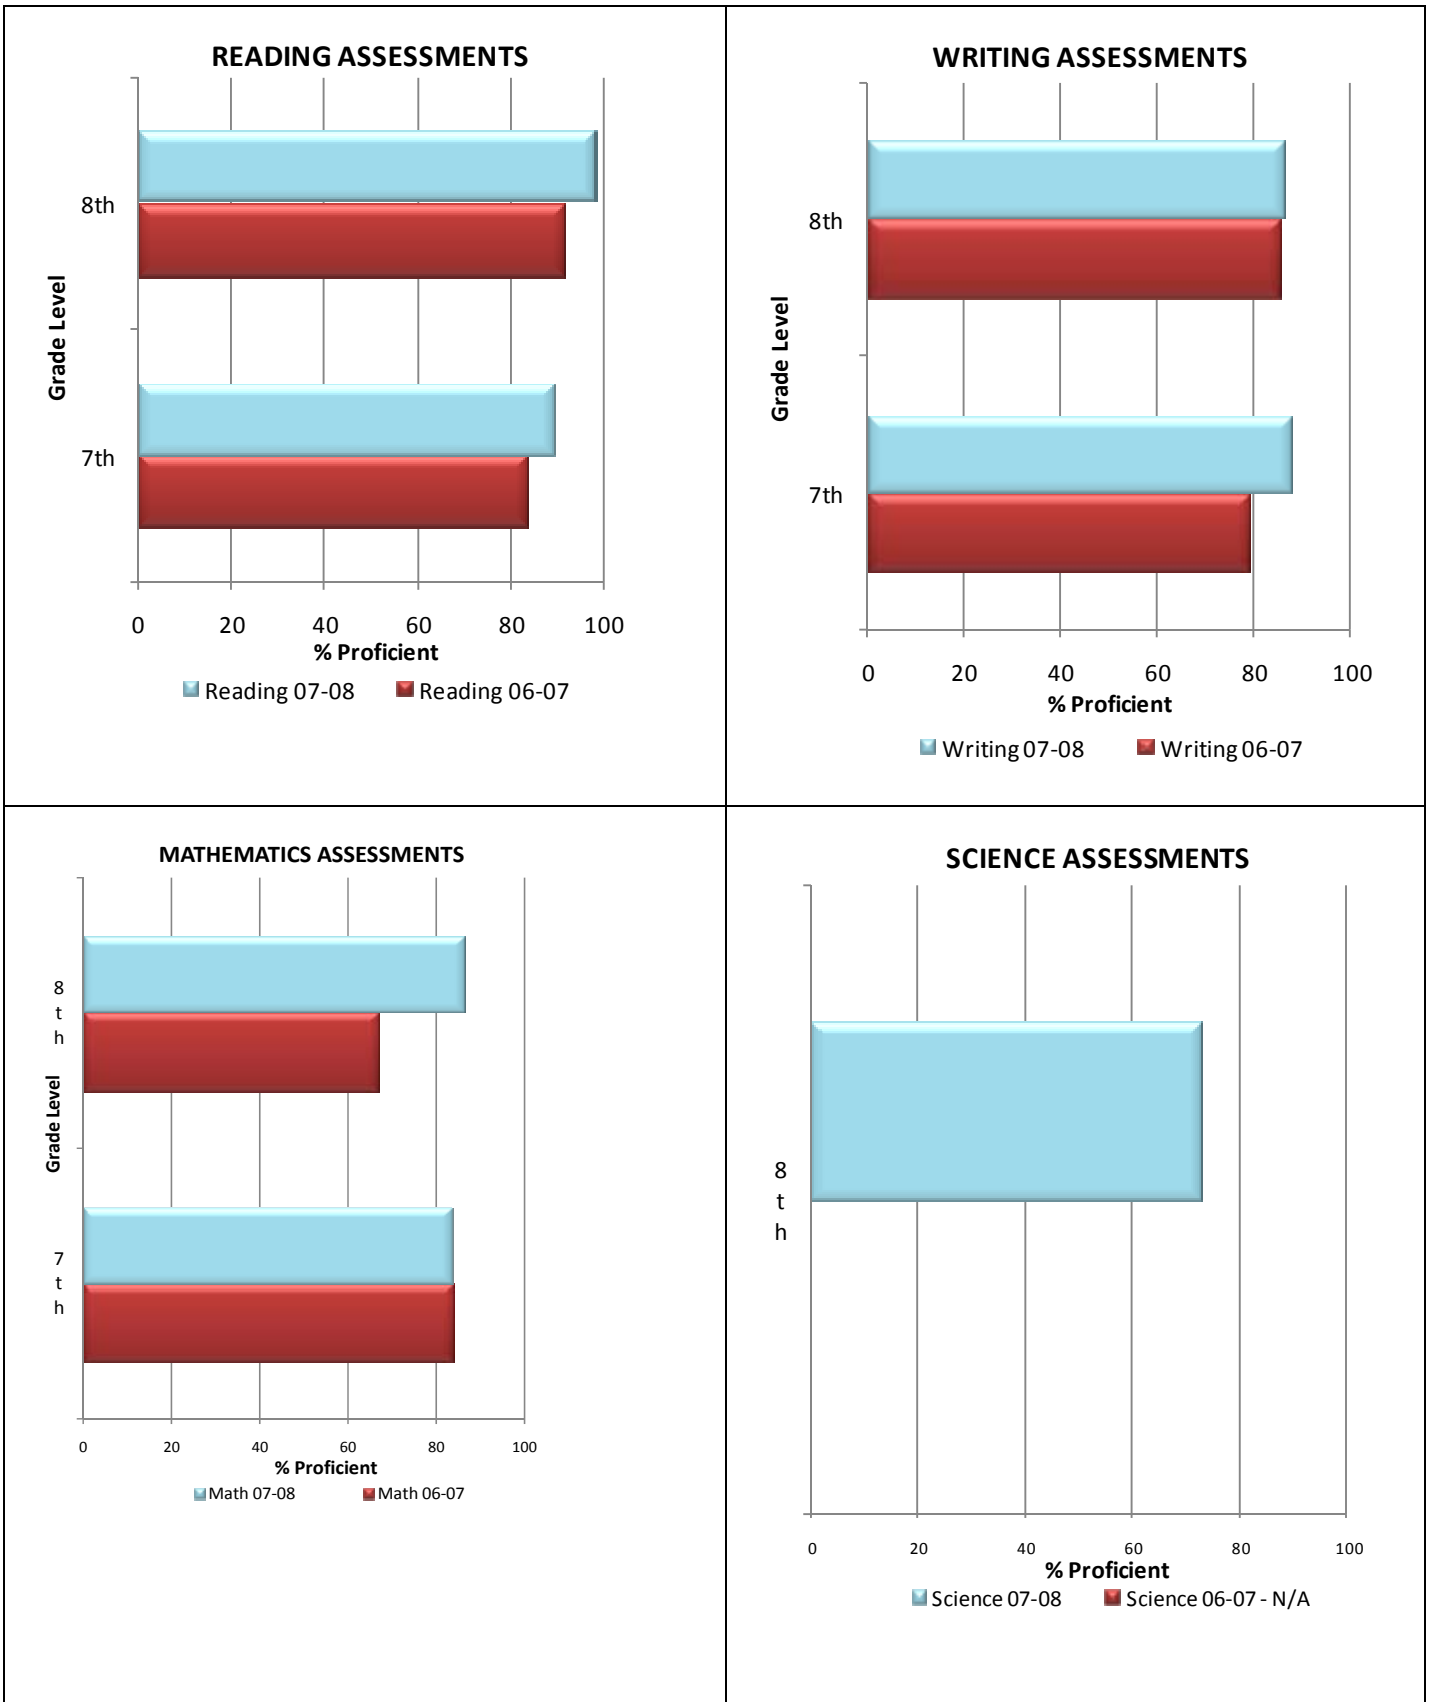 READING ASSESSMENTS
8th
7th
Grade Level
0 20 40 60 80 100
% Proficient
Reading 07-08 Reading 06-07
WRITING ASSESSMENTS
8th
7th
Grade Level
0 20 40 60 80 100
% Proficient
Writing 07-08 Writing 06-07
MATHEMATICS ASSESSMENTS
8
t
h
Grade Level
7
t
h
0 20 40 60 80 100
% Proficient
Math 07-08 Math 06-07
SCIENCE ASSESSMENTS
8
t
h
0 20 40 60 80 100
% Proficient
Science 07-08 Science 06-07 - N/A